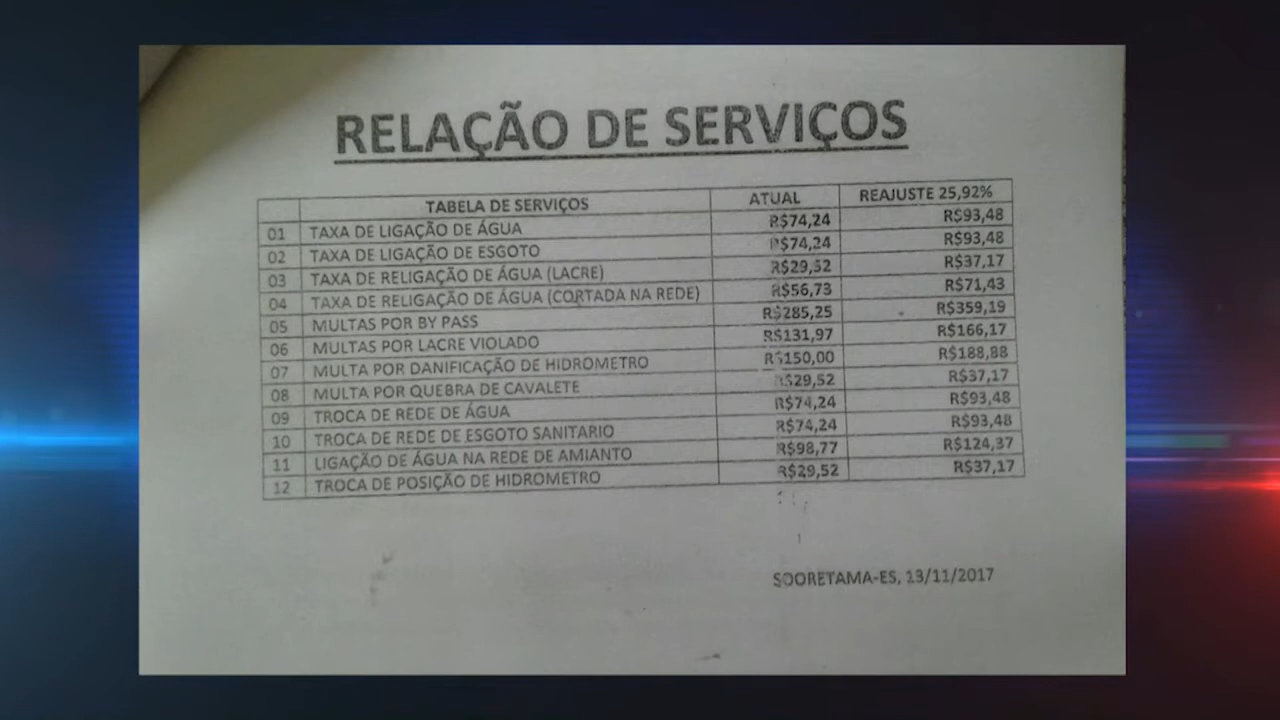 RELAÇÃO DE SERVIÇOS
TABELA DE SERVIÇOS ATUAL REAJUSTE 25,92%
01 TAXA DE LIGAÇÃO DE ÁGUA R$74,24 R$93,48
02 TAXA DE LIGAÇÃO DE ESGOTO R$74,24 R$93,48
03 TAXA DE RELIGAÇÃO DE ÁGUA (LACRE) R$29,52 R$37,17
04 TAXA DE RELIGAÇÃO DE ÁGUA (CORTADA NA REDE) R$56,73 R$71,43
05 MULTAS POR BY PASS R$285,25 R$359,19
06 MULTAS POR LACRE VIOLADO R$131,97 R$166,17
07 MULTA POR DANIFICAÇÃO DE HIDROMETRO R$150,00 R$188,88
08 MULTA POR QUEBRA DE CAVALETE R$29,52 R$37,17
09 TROCA DE REDE DE ÁGUA R$74,24 R$93,48
10 TROCA DE REDE DE ESGOTO SANITARIO R$74,24 R$93,48
11 LIGAÇÃO DE ÁGUA NA REDE DE AMIANTO R$98,77 R$124,37
12 TROCA DE POSIÇÃO DE HIDROMETRO R$29,52 R$37,17
SOORETAMA-ES, 13/11/2017